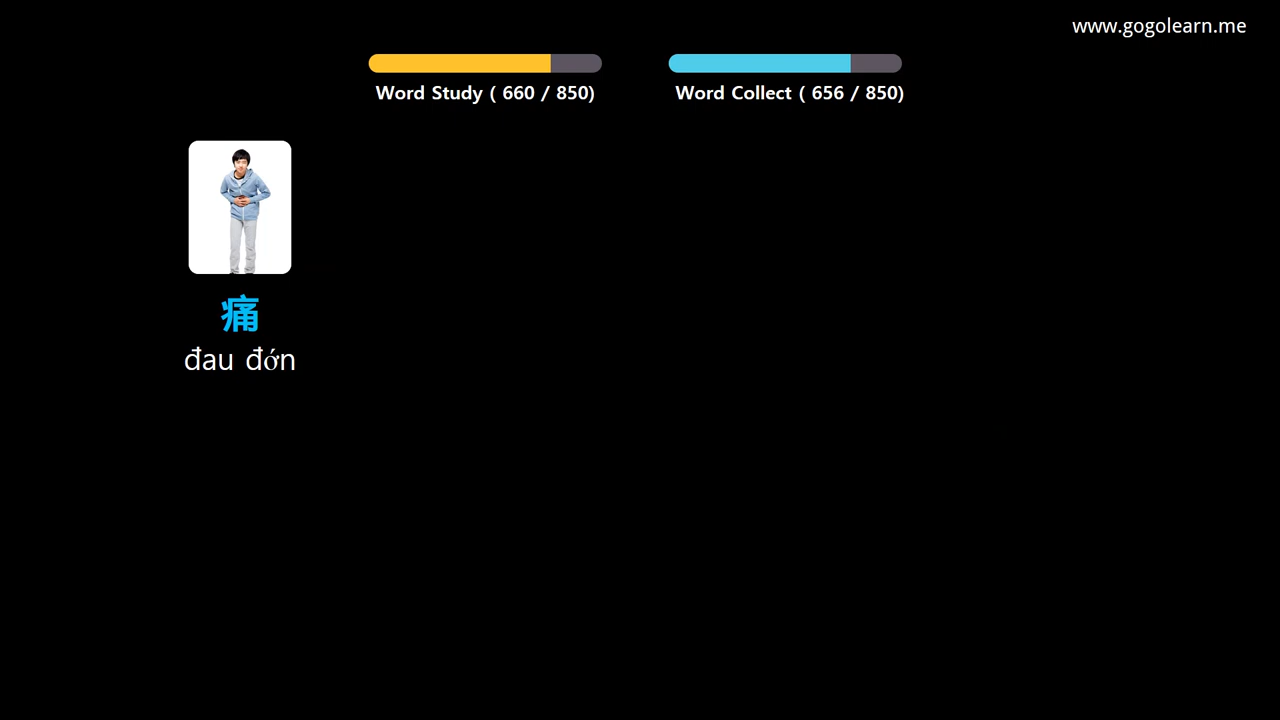 www.gogolearn.me
Word Study ( 660 / 850)
Word Collect ( 656 / 850)
痛
đau đớn